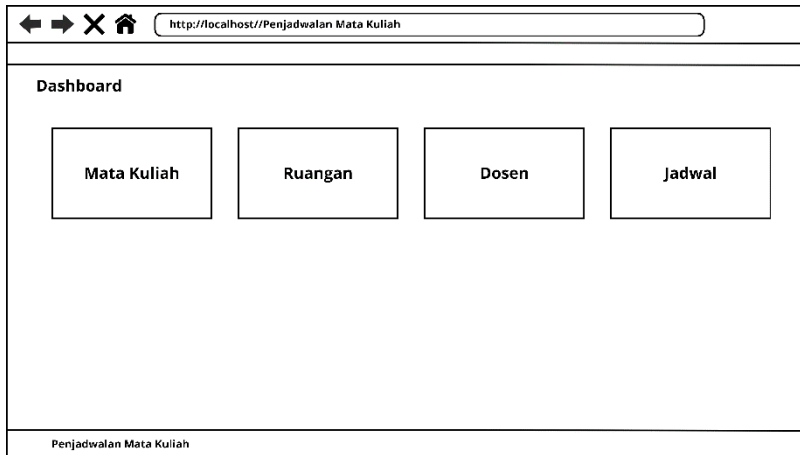 http://localhost//Penjadwalan Mata Kuliah
Dashboard
Mata Kuliah
Ruangan
Dosen
Jadwal
Penjadwalan Mata Kuliah